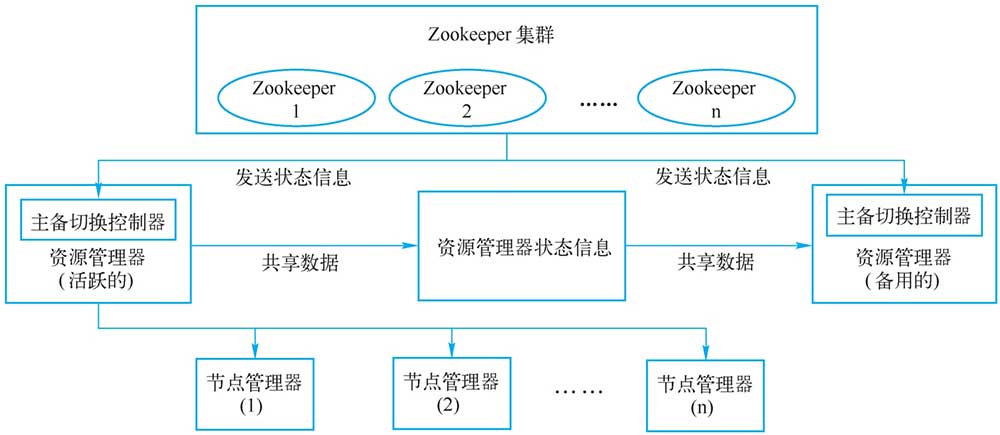 Zookeeper 集群
Zookeeper
1
Zookeeper
2
……
Zookeeper
n
发送状态信息
发送状态信息
主备切换控制器
资源管理器
(活跃的)
共享数据
资源管理器状态信息
共享数据
主备切换控制器
资源管理器
(备用的)
节点管理器
(1)
节点管理器
(2)
……
节点管理器
(n)